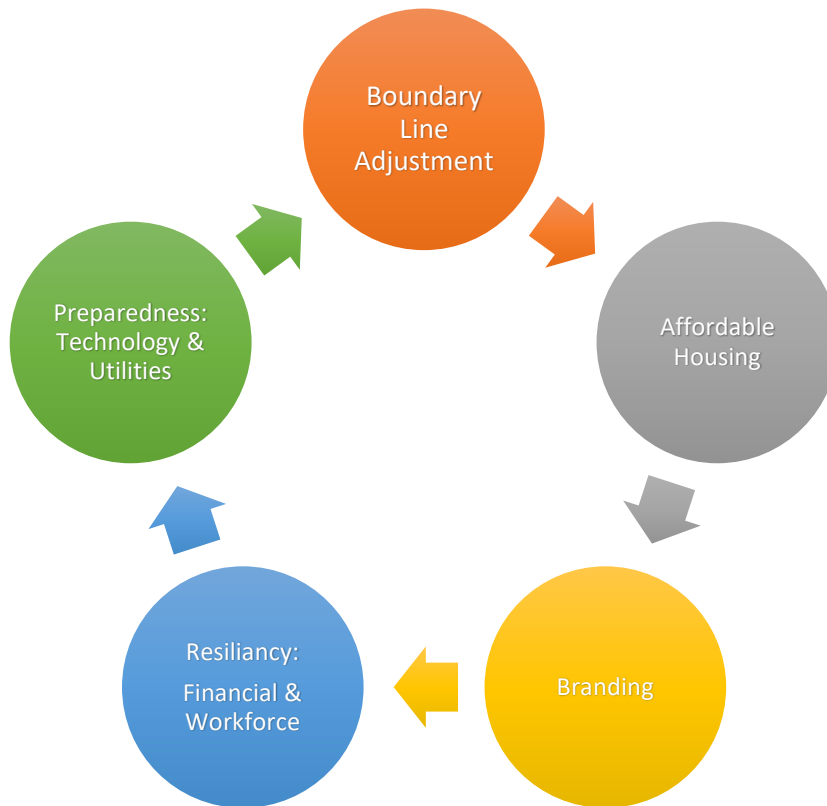 Boundary
Line
Adjustment
Affordable
Housing
Branding
Resiliancy:
Financial &
Workforce
Preparedness:
Technology &
Utilities